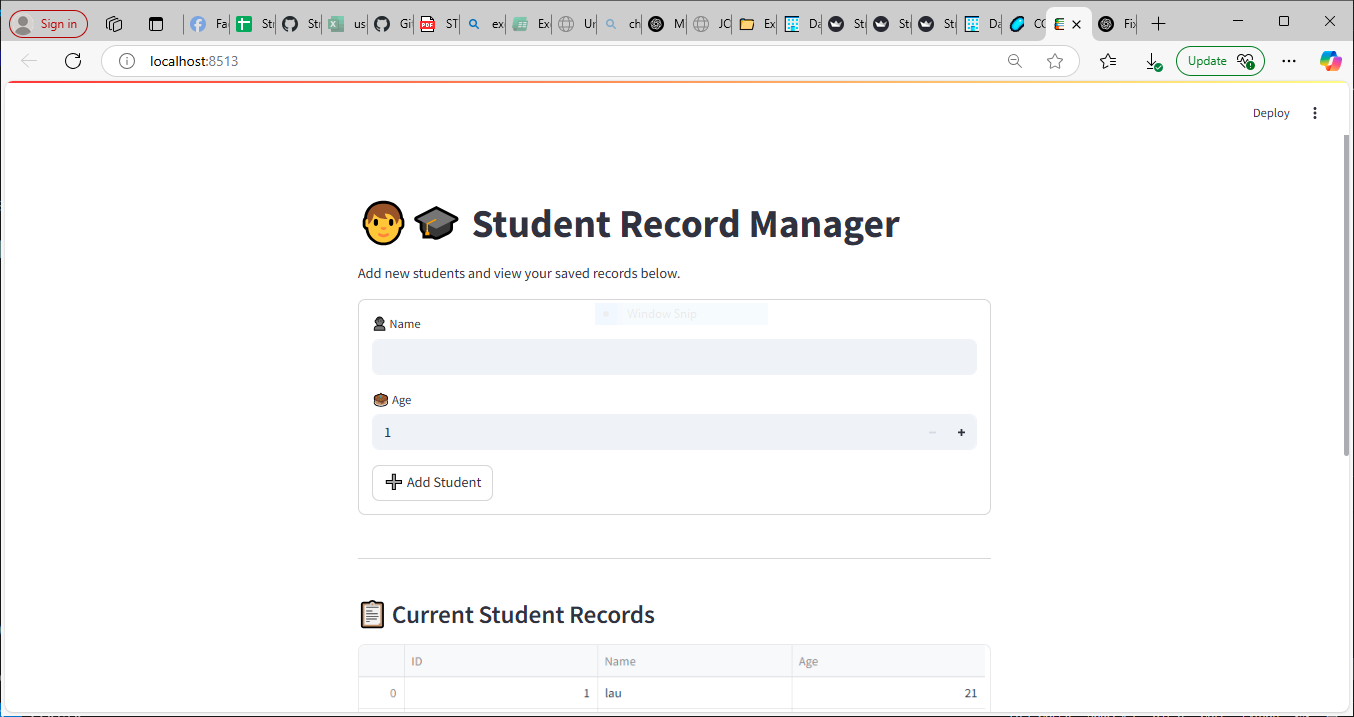 Sign in
Fa
St
St
us
Gi
ST
ex
Ex
Ur
ch
M
JC
Ex
Da
St
St
St
Da
CC
Fix
localhost:8513
Update
Deploy
Student Record Manager
Add new students and view your saved records below.
Window Snip
Name
Age
1
Add Student
Current Student Records
ID Name Age
0 1 lau 21